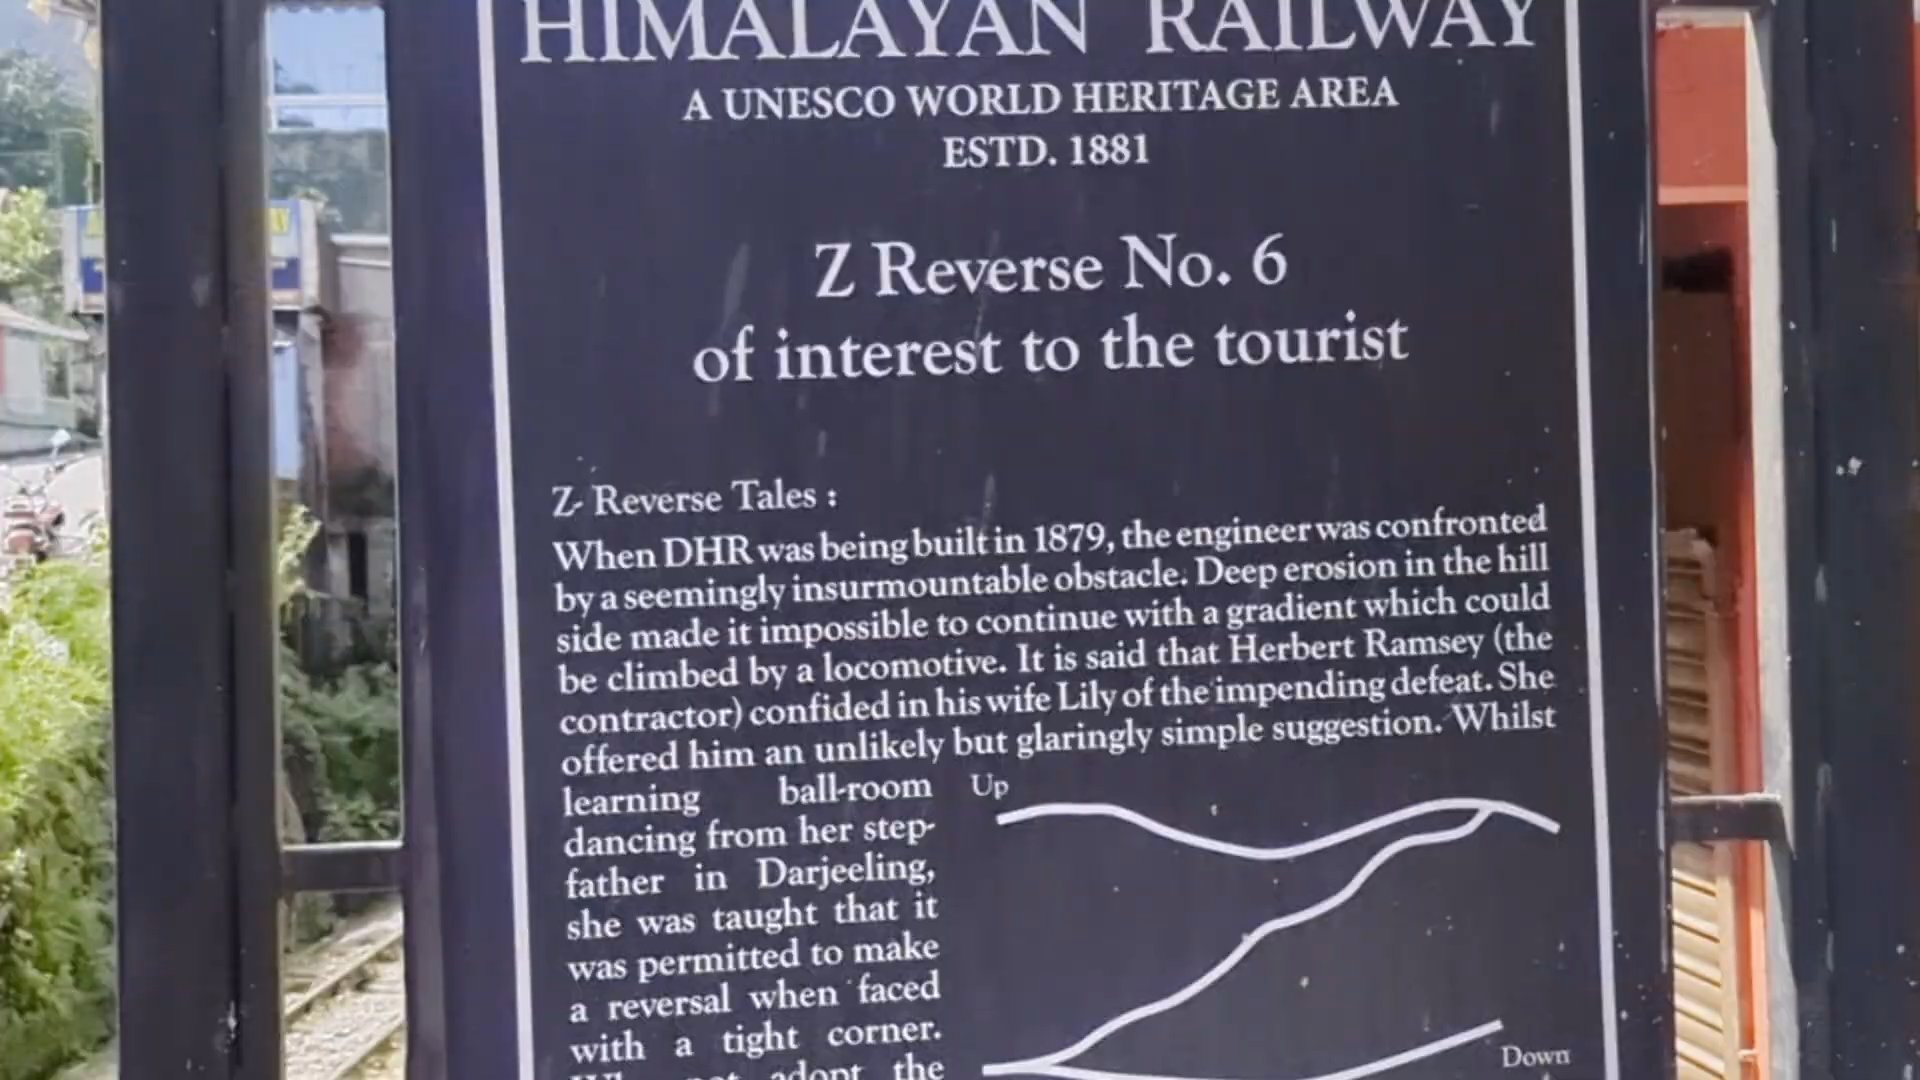 HIMALAYAN RAILWAY
A UNESCO WORLD HERITAGE AREA
ESTD. 1881
Z Reverse No. 6
of interest to the tourist
Z- Reverse Tales :
When DHR was being built in 1879, the engineer was confronted
by a seemingly insurmountable obstacle. Deep erosion in the hill
side made it impossible to continue with a gradient which could
be climbed by a locomotive. It is said that Herbert Ramsey (the
contractor) confided in his wife Lily of the impending defeat. She
offered him an unlikely but glaringly simple suggestion. Whilst
learning ball-room
dancing from her step-
father in Darjeeling,
she was taught that it
was permitted to make
a reversal when faced
with a tight corner.
adopt the
Up
Down